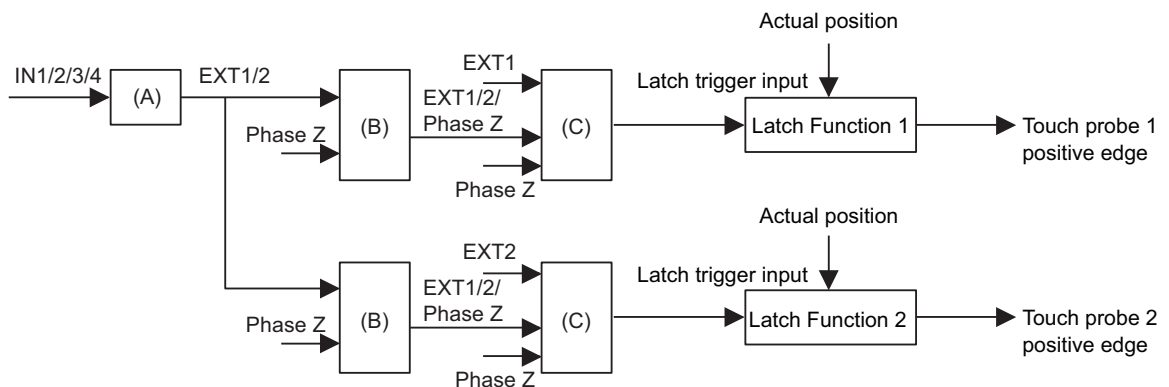 Actual position
IN1/2/3/4
(A)
EXT1/2
EXT1
Latch trigger input
Phase Z
(B)
EXT1/2/
Phase Z
(C)
Latch Function 1
Touch probe 1
positive edge
Phase Z
Actual position
EXT2
Latch trigger input
Phase Z
(B)
EXT1/2/
Phase Z
(C)
Latch Function 2
Touch probe 2
positive edge
Phase Z